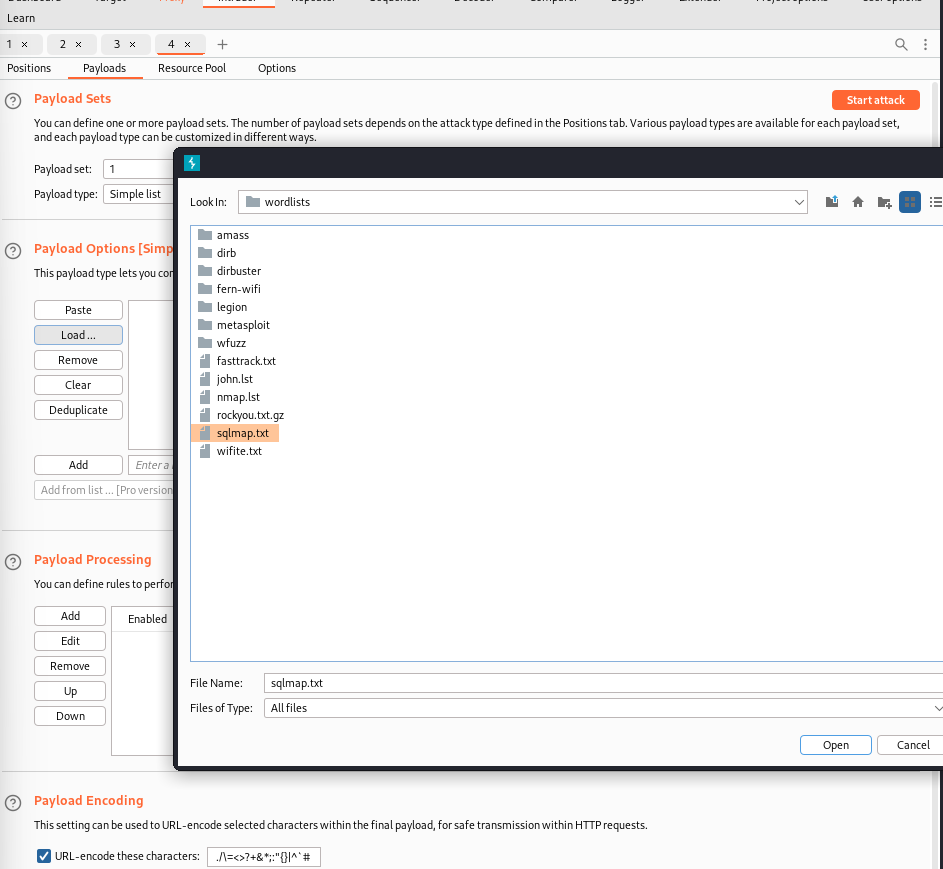 Learn
1 × 2 × 3 × 4 × +
Positions Payloads Resource Pool Options
? Payload Sets Start attack
You can define one or more payload sets. The number of payload sets depends on the attack type defined in the Positions tab. Various payload types are available for each payload set,
and each payload type can be customized in different ways.
Payload set: 1
Payload type: Simple list
Look In: wordlists
amass
dirb
dirbuster
fern-wifi
legion
metasploit
wfuzz
fasttrack.txt
john.lst
nmap.lst
rockyou.txt.gz
sqlmap.txt
wifite.txt
File Name: sqlmap.txt
Files of Type: All files
Open Cancel
? Payload Options [Simp
This payload type lets you con
Paste
Load ...
Remove
Clear
Deduplicate
Add Enter a
Add from list ... [Pro version
? Payload Processing
You can define rules to perfor
Add Enabled
Edit
Remove
Up
Down
? Payload Encoding
This setting can be used to URL-encode selected characters within the final payload, for safe transmission within HTTP requests.
URL-encode these characters: ./\=<>?+&*;:"{}|^`#